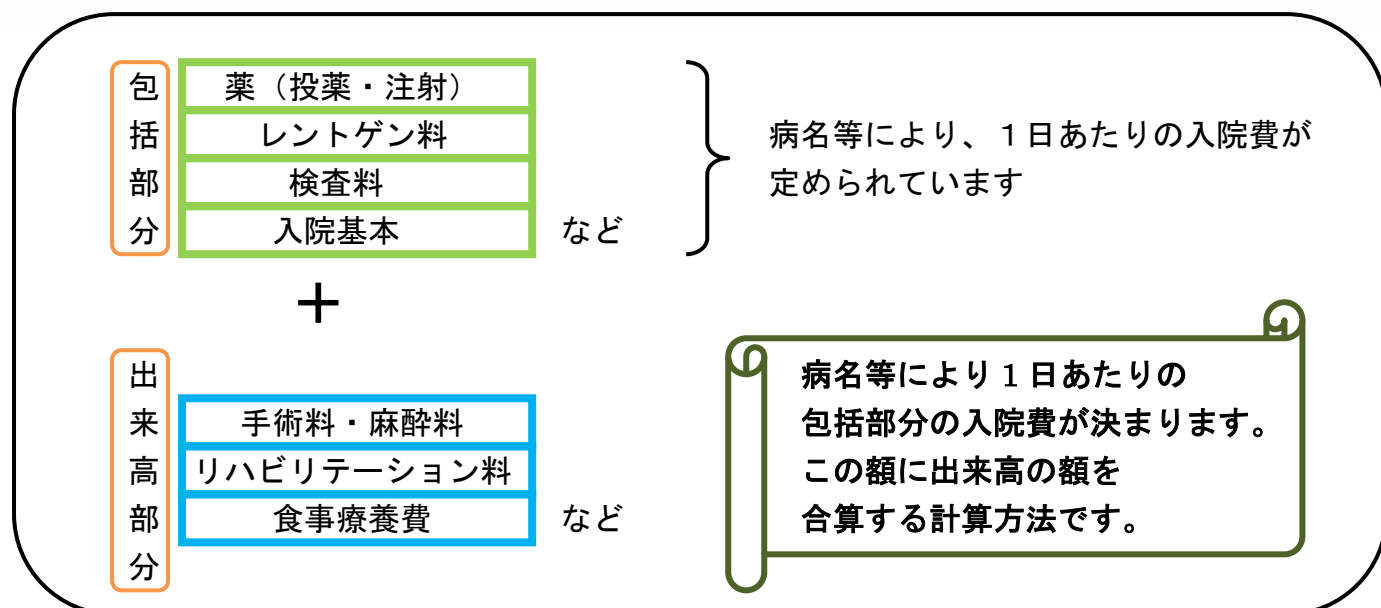 包括部分
薬（投薬・注射）
レントゲン料
検査料
入院基本
など
病名等により、１日あたりの入院費が
定められています
＋
出来高部分
手術料・麻酔料
リハビリテーション料
食事療養費
など
病名等により１日あたりの
包括部分の入院費が決まります。
この額に出来高の額を
合算する計算方法です。